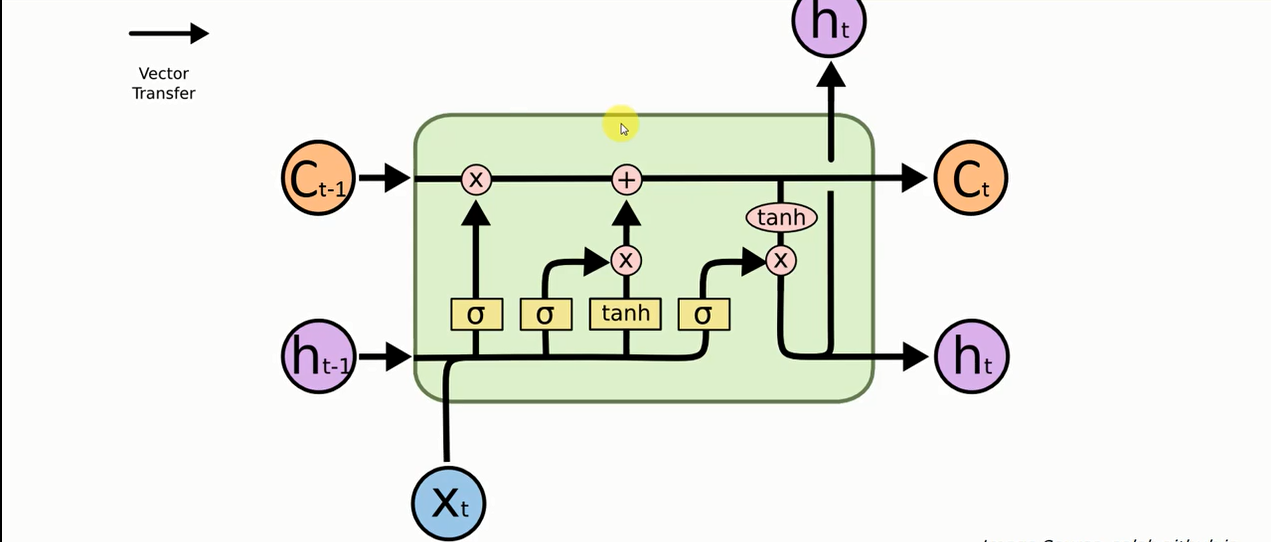 ht
Vector
Transfer
Ct-1
x
+
Ct
tanh
x
x
σ
σ
tanh
σ
ht-1
ht
xt